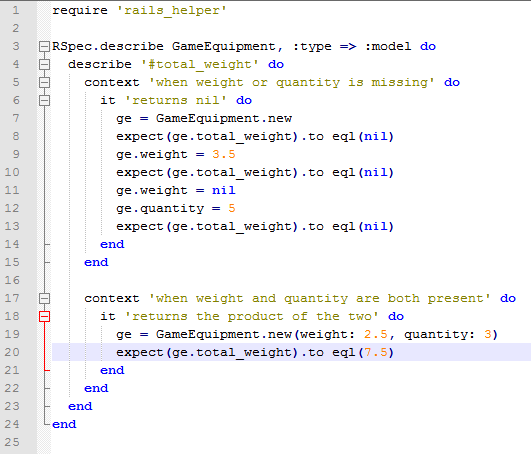 1 require 'rails_helper'
2
3 RSpec.describe GameEquipment, :type => :model do
4   describe '#total_weight' do
5     context 'when weight or quantity is missing' do
6       it 'returns nil' do
7         ge = GameEquipment.new
8         expect(ge.total_weight).to eql(nil)
9         ge.weight = 3.5
10         expect(ge.total_weight).to eql(nil)
11         ge.weight = nil
12         ge.quantity = 5
13         expect(ge.total_weight).to eql(nil)
14       end
15     end
16
17     context 'when weight and quantity are both present' do
18       it 'returns the product of the two' do
19         ge = GameEquipment.new(weight: 2.5, quantity: 3)
20         expect(ge.total_weight).to eql(7.5)
21       end
22     end
23   end
24 end
25